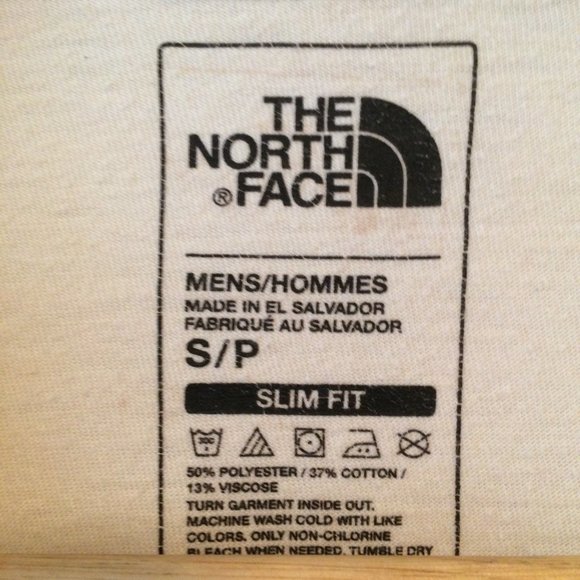 THE
NORTH
®FACE
MENS/HOMMES
MADE IN EL SALVADOR
FABRIQUÉ AU SALVADOR
S/P
SLIM FIT
30C
50% POLYESTER / 37% COTTON /
13% VISCOSE
TURN GARMENT INSIDE OUT.
MACHINE WASH COLD WITH LIKE
COLORS. ONLY NON-CHLORINE
BLEACH WHEN NEEDED. TUMBLE DRY